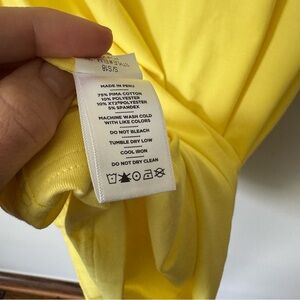 MADE IN PERU
75% PIMA COTTON
10% POLYESTER
10% XT2® POLYESTER
5% SPANDEX
MACHINE WASH COLD
WITH LIKE COLORS
DO NOT BLEACH
TUMBLE DRY LOW
COOL IRON
DO NOT DRY CLEAN